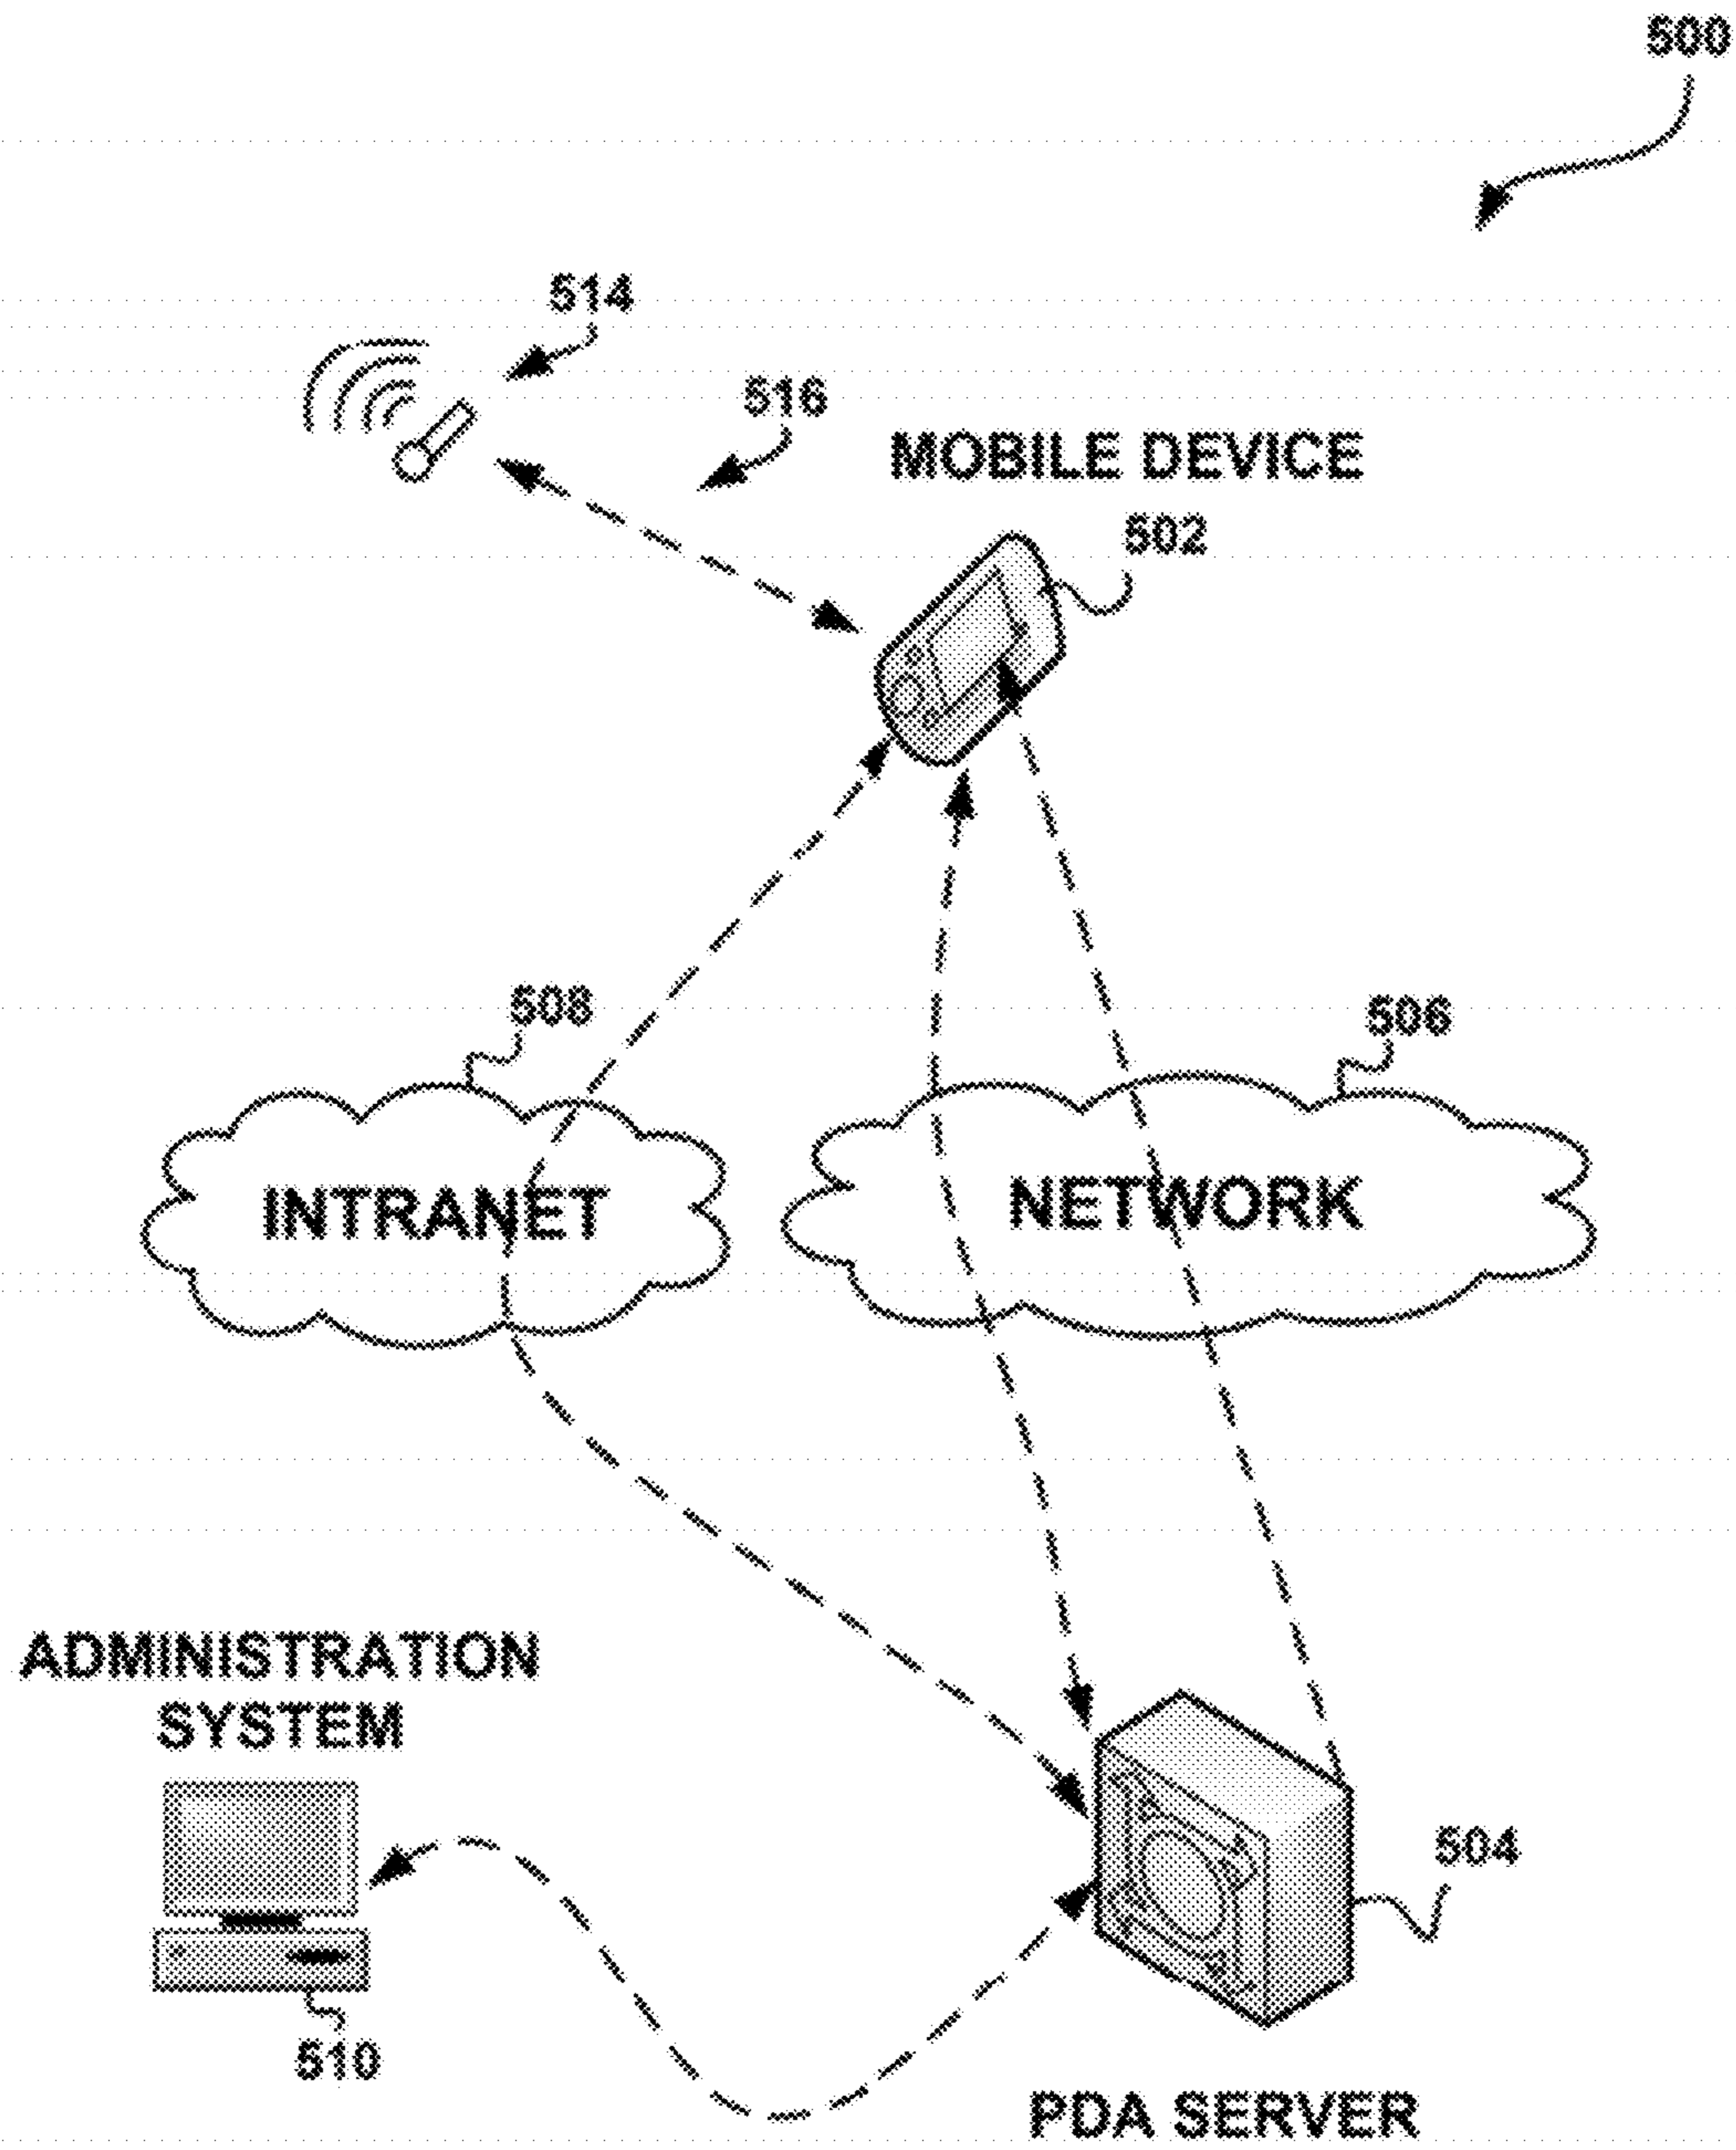 500
514
516
MOBILE DEVICE
502
508
506
INTRANET
NETWORK
ADMINISTRATION
SYSTEM
504
510
PDA SERVER